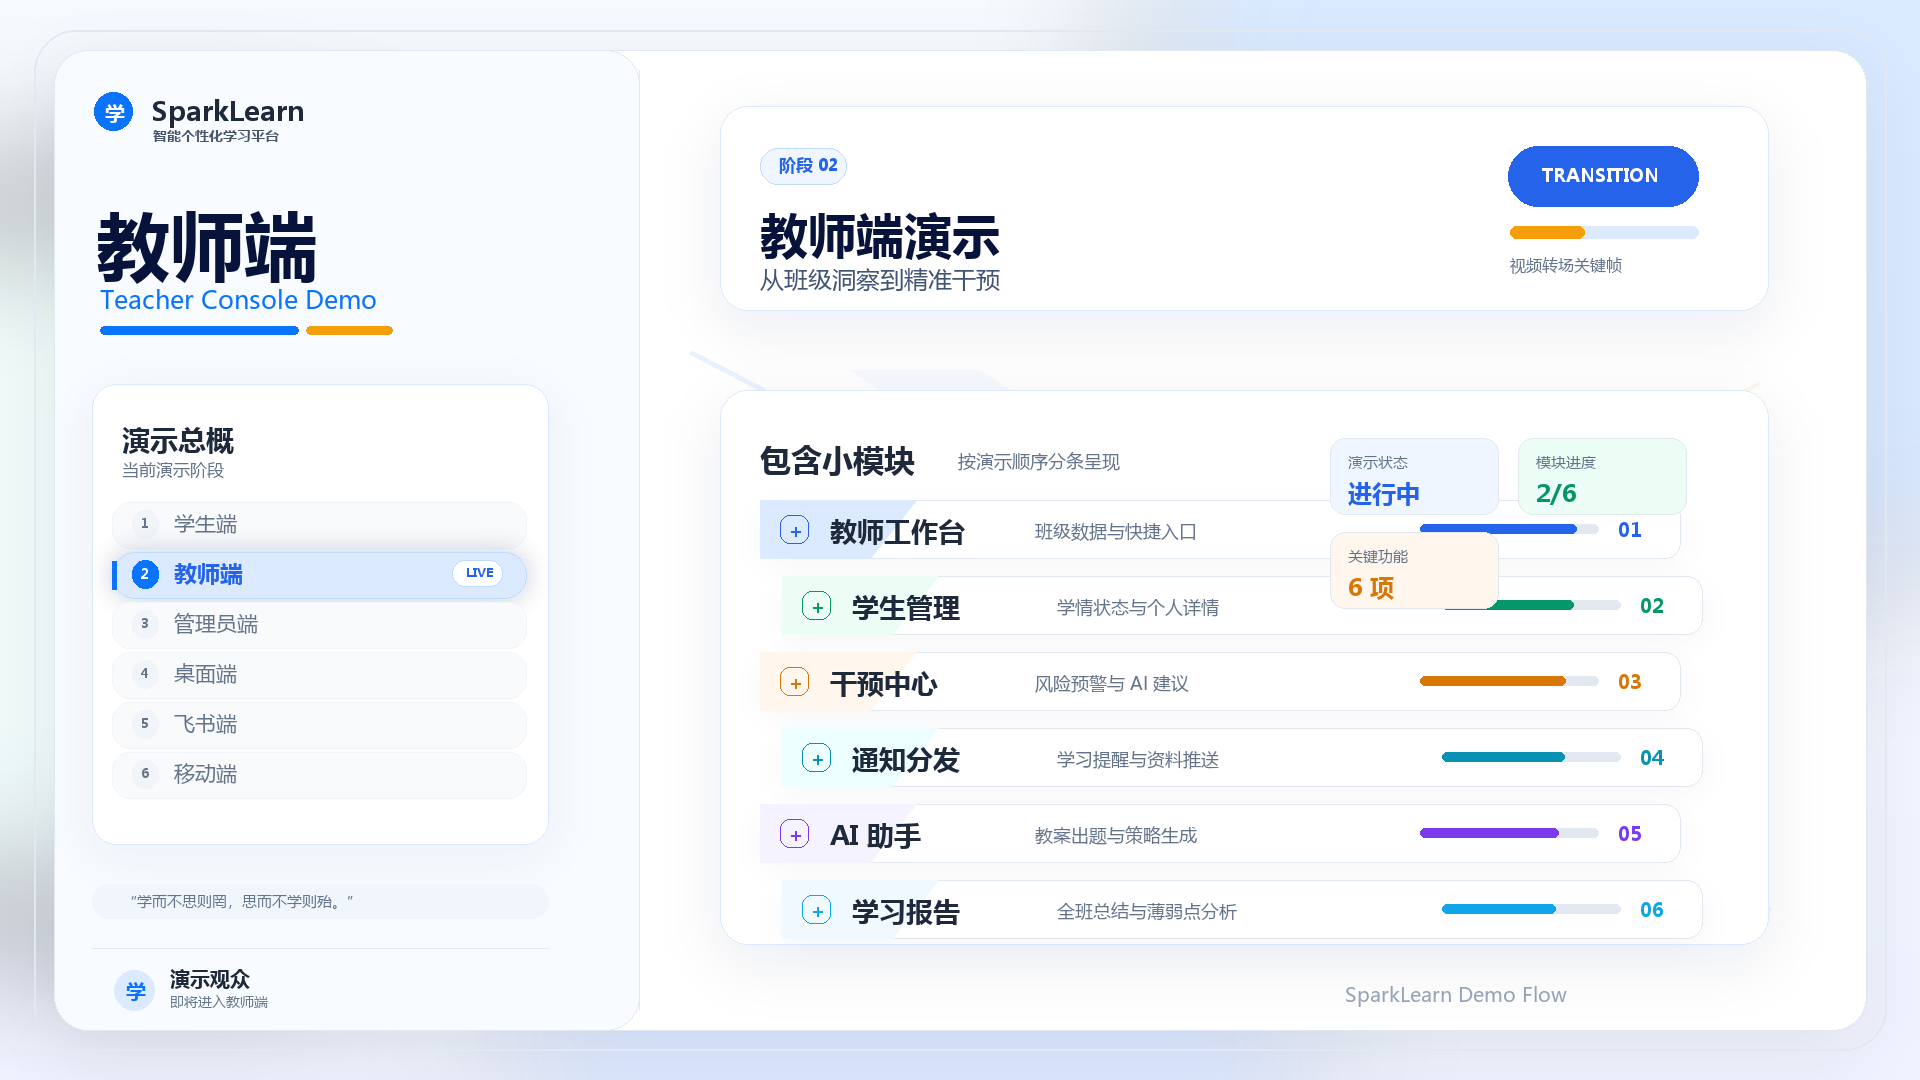 学
SparkLearn
智能个性化学习平台
教师端
Teacher Console Demo
演示总概
当前演示阶段
1 学生端
2 教师端 LIVE
3 管理员端
4 桌面端
5 飞书端
6 移动端
"学而不思则罔，思而不学则殆。"
学
演示观众
即将进入教师端
阶段 02
教师端演示
从班级洞察到精准干预
TRANSITION
视频转场关键帧
包含小模块 按演示顺序分条呈现
演示状态
进行中
模块进度
2/6
关键功能
6 项
+ 教师工作台 班级数据与快捷入口 01
+ 学生管理 学情状态与个人详情 02
+ 干预中心 风险预警与 AI 建议 03
+ 通知分发 学习提醒与资料推送 04
+ AI 助手 教案出题与策略生成 05
+ 学习报告 全班总结与薄弱点分析 06
SparkLearn Demo Flow